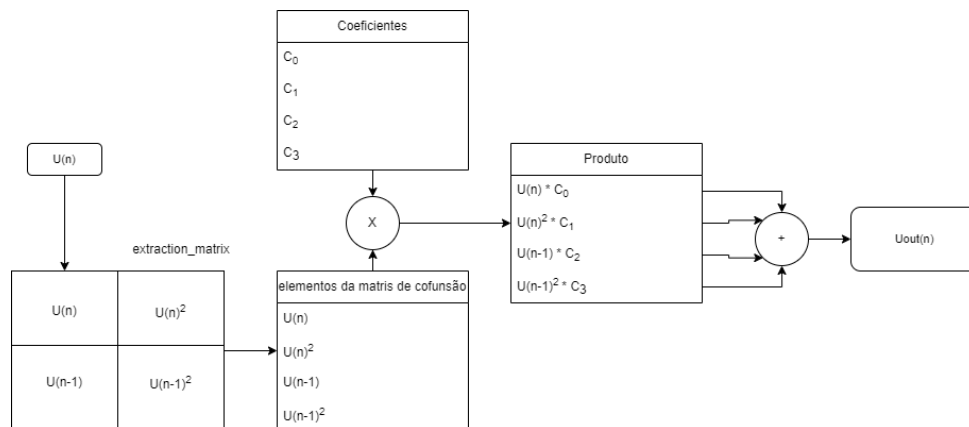 Coeficientes
C₀
C₁
C₂
C₃
U(n)
extraction_matrix
U(n)
U(n)²
U(n-1)
U(n-1)²
elementos da matris de cofunsão
U(n)
U(n)²
U(n-1)
U(n-1)²
X
Produto
U(n) * C₀
U(n)² * C₁
U(n-1) * C₂
U(n-1)² * C₃
+
Uout(n)